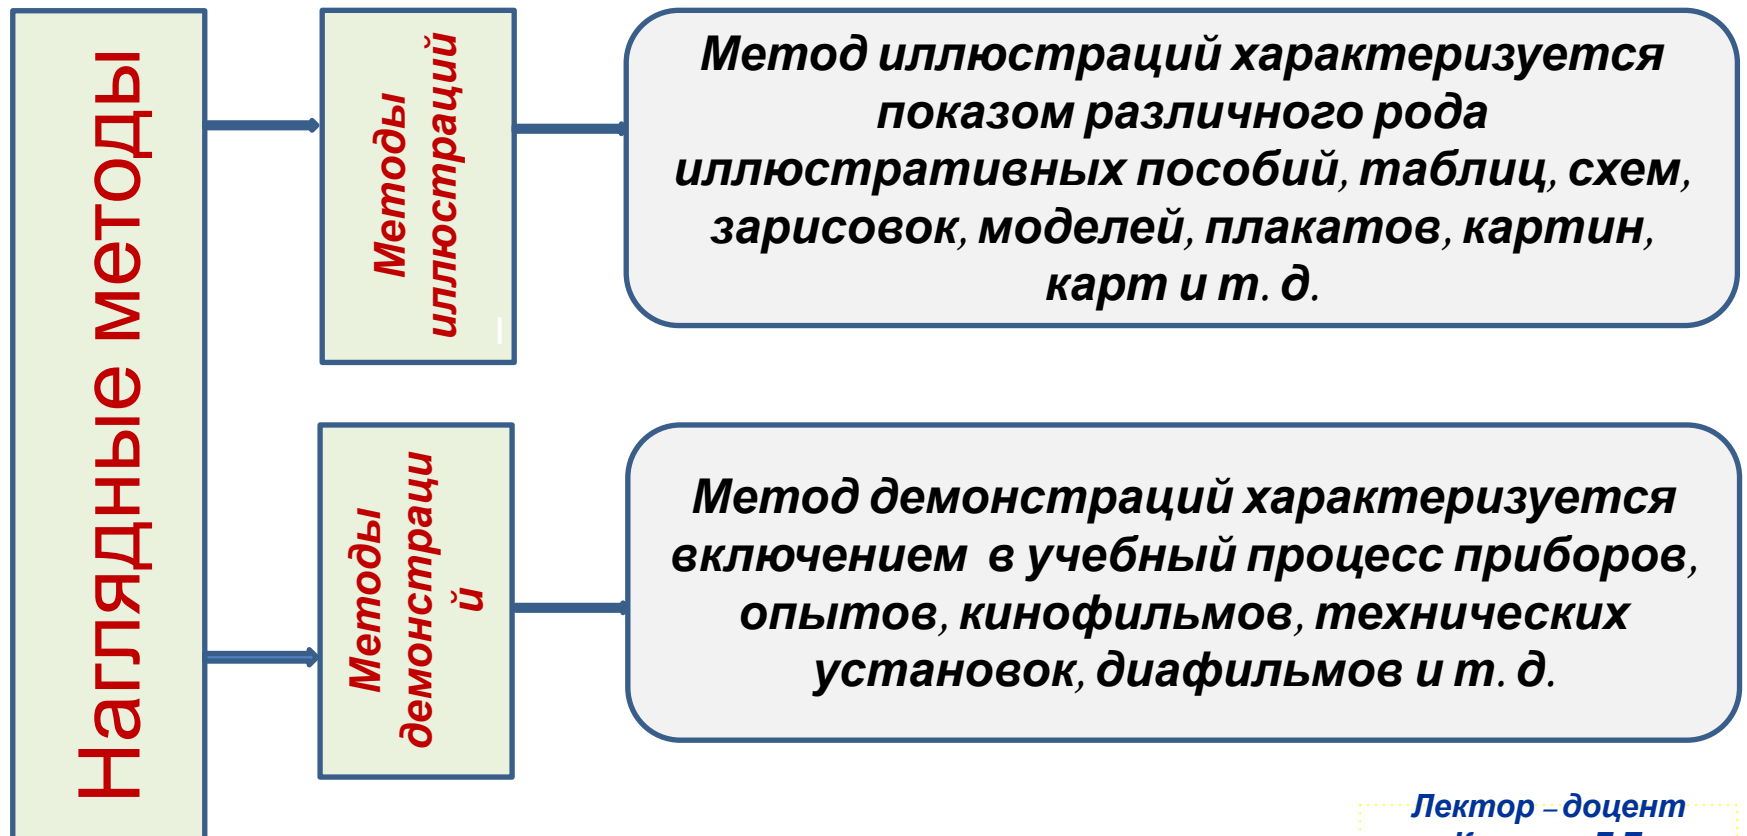 Наглядные методы
Методы
иллюстраций
Метод иллюстраций характеризуется
показом различного рода
иллюстративных пособий, таблиц, схем,
зарисовок, моделей, плакатов, картин,
карт и т. д.
Методы
демонстраци
й
Метод демонстраций характеризуется
включением в учебный процесс приборов,
опытов, кинофильмов, технических
установок, диафильмов и т. д.
Лектор – доцент